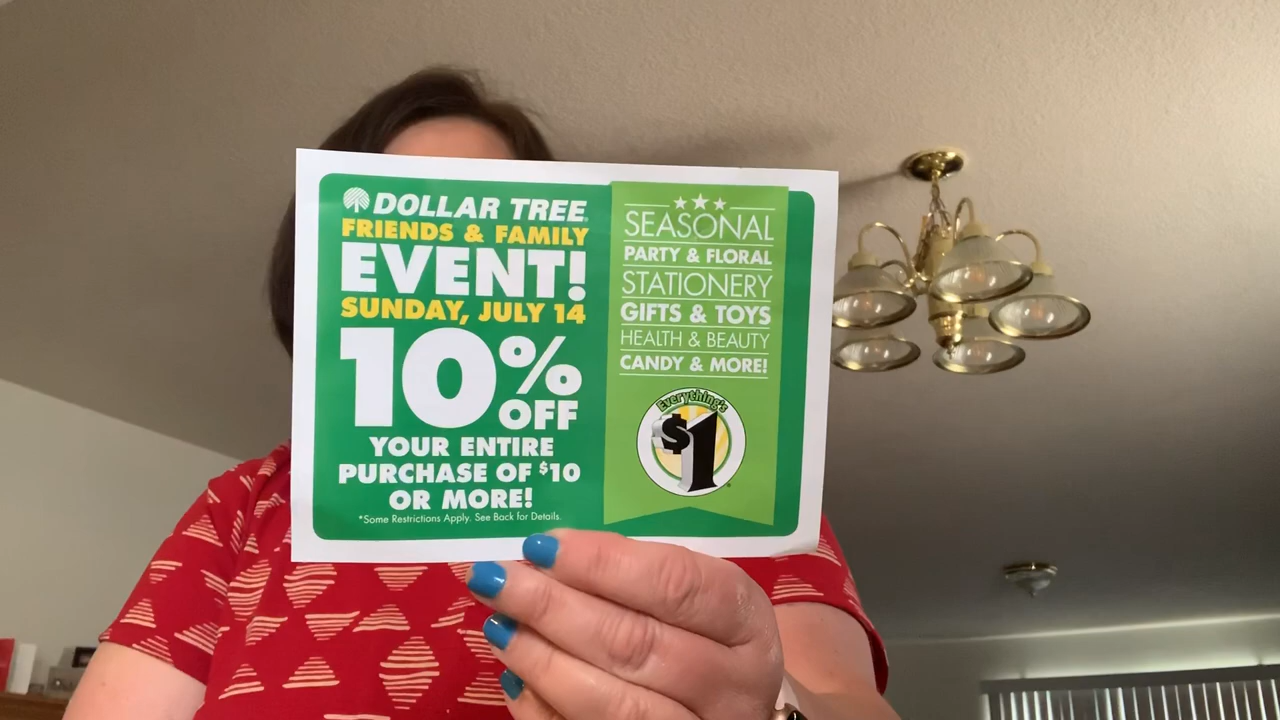 DOLLAR TREE
FRIENDS & FAMILY
EVENT!
SUNDAY, JULY 14
10% OFF
YOUR ENTIRE
PURCHASE OF $10
OR MORE!
*Some Restrictions Apply. See Back for Details.
SEASONAL
PARTY & FLORAL
STATIONERY
GIFTS & TOYS
HEALTH & BEAUTY
CANDY & MORE!
Everything's
$1